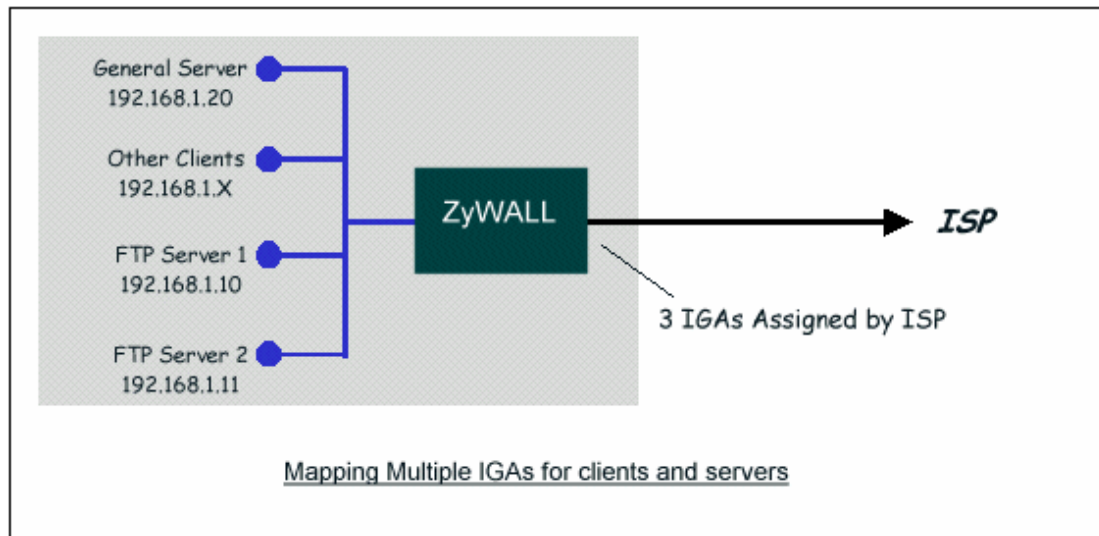 General Server
192.168.1.20
Other Clients
192.168.1.X
FTP Server 1
192.168.1.10
FTP Server 2
192.168.1.11
ZyWALL
ISP
3 IGAs Assigned by ISP
Mapping Multiple IGAs for clients and servers